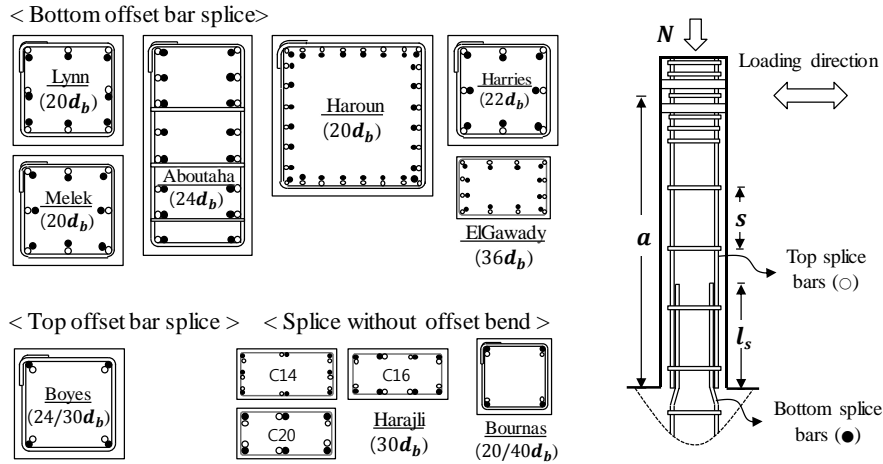 < Bottom offset bar splice>
Lynn
(20d_b)
Melek
(20d_b)
Aboutaha
(24d_b)
Haroun
(20d_b)
Harries
(22d_b)
ElGawady
(36d_b)
< Top offset bar splice >
Boyes
(24/30d_b)
< Splice without offset bend >
C14
C16
C20
Harajli
(30d_b)
Bournas
(20/40d_b)
N
Loading direction
a
s
Top splice
bars (○)
l_s
Bottom splice
bars (●)